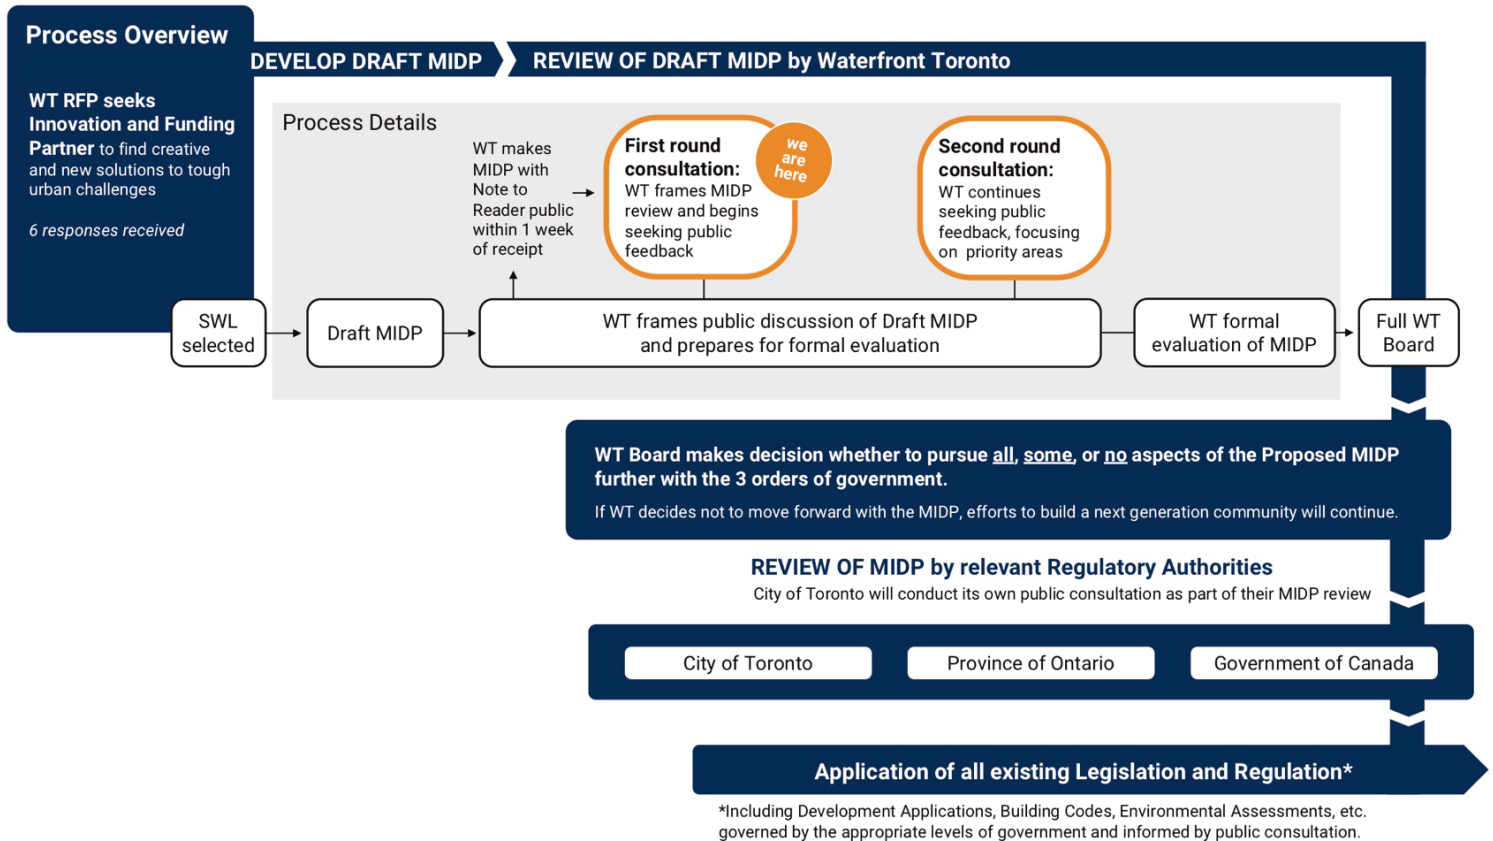 Process Overview
WT RFP seeks
Innovation and Funding
Partner to find creative
and new solutions to tough
urban challenges
6 responses received
DEVELOP DRAFT MIDP
REVIEW OF DRAFT MIDP by Waterfront Toronto
Process Details
WT makes
MIDP with
Note to
Reader public
within 1 week
of receipt
First round
consultation:
WT frames MIDP
review and begins
seeking public
feedback
we
are
here
Second round
consultation:
WT continues
seeking public
feedback, focusing
on priority areas
SWL
selected
Draft MIDP
WT frames public discussion of Draft MIDP
and prepares for formal evaluation
WT formal
evaluation of MIDP
Full WT
Board
WT Board makes decision whether to pursue all, some, or no aspects of the Proposed MIDP
further with the 3 orders of government.
If WT decides not to move forward with the MIDP, efforts to build a next generation community will continue.
REVIEW OF MIDP by relevant Regulatory Authorities
City of Toronto will conduct its own public consultation as part of their MIDP review
City of Toronto
Province of Ontario
Government of Canada
Application of all existing Legislation and Regulation*
*Including Development Applications, Building Codes, Environmental Assessments, etc.
governed by the appropriate levels of government and informed by public consultation.